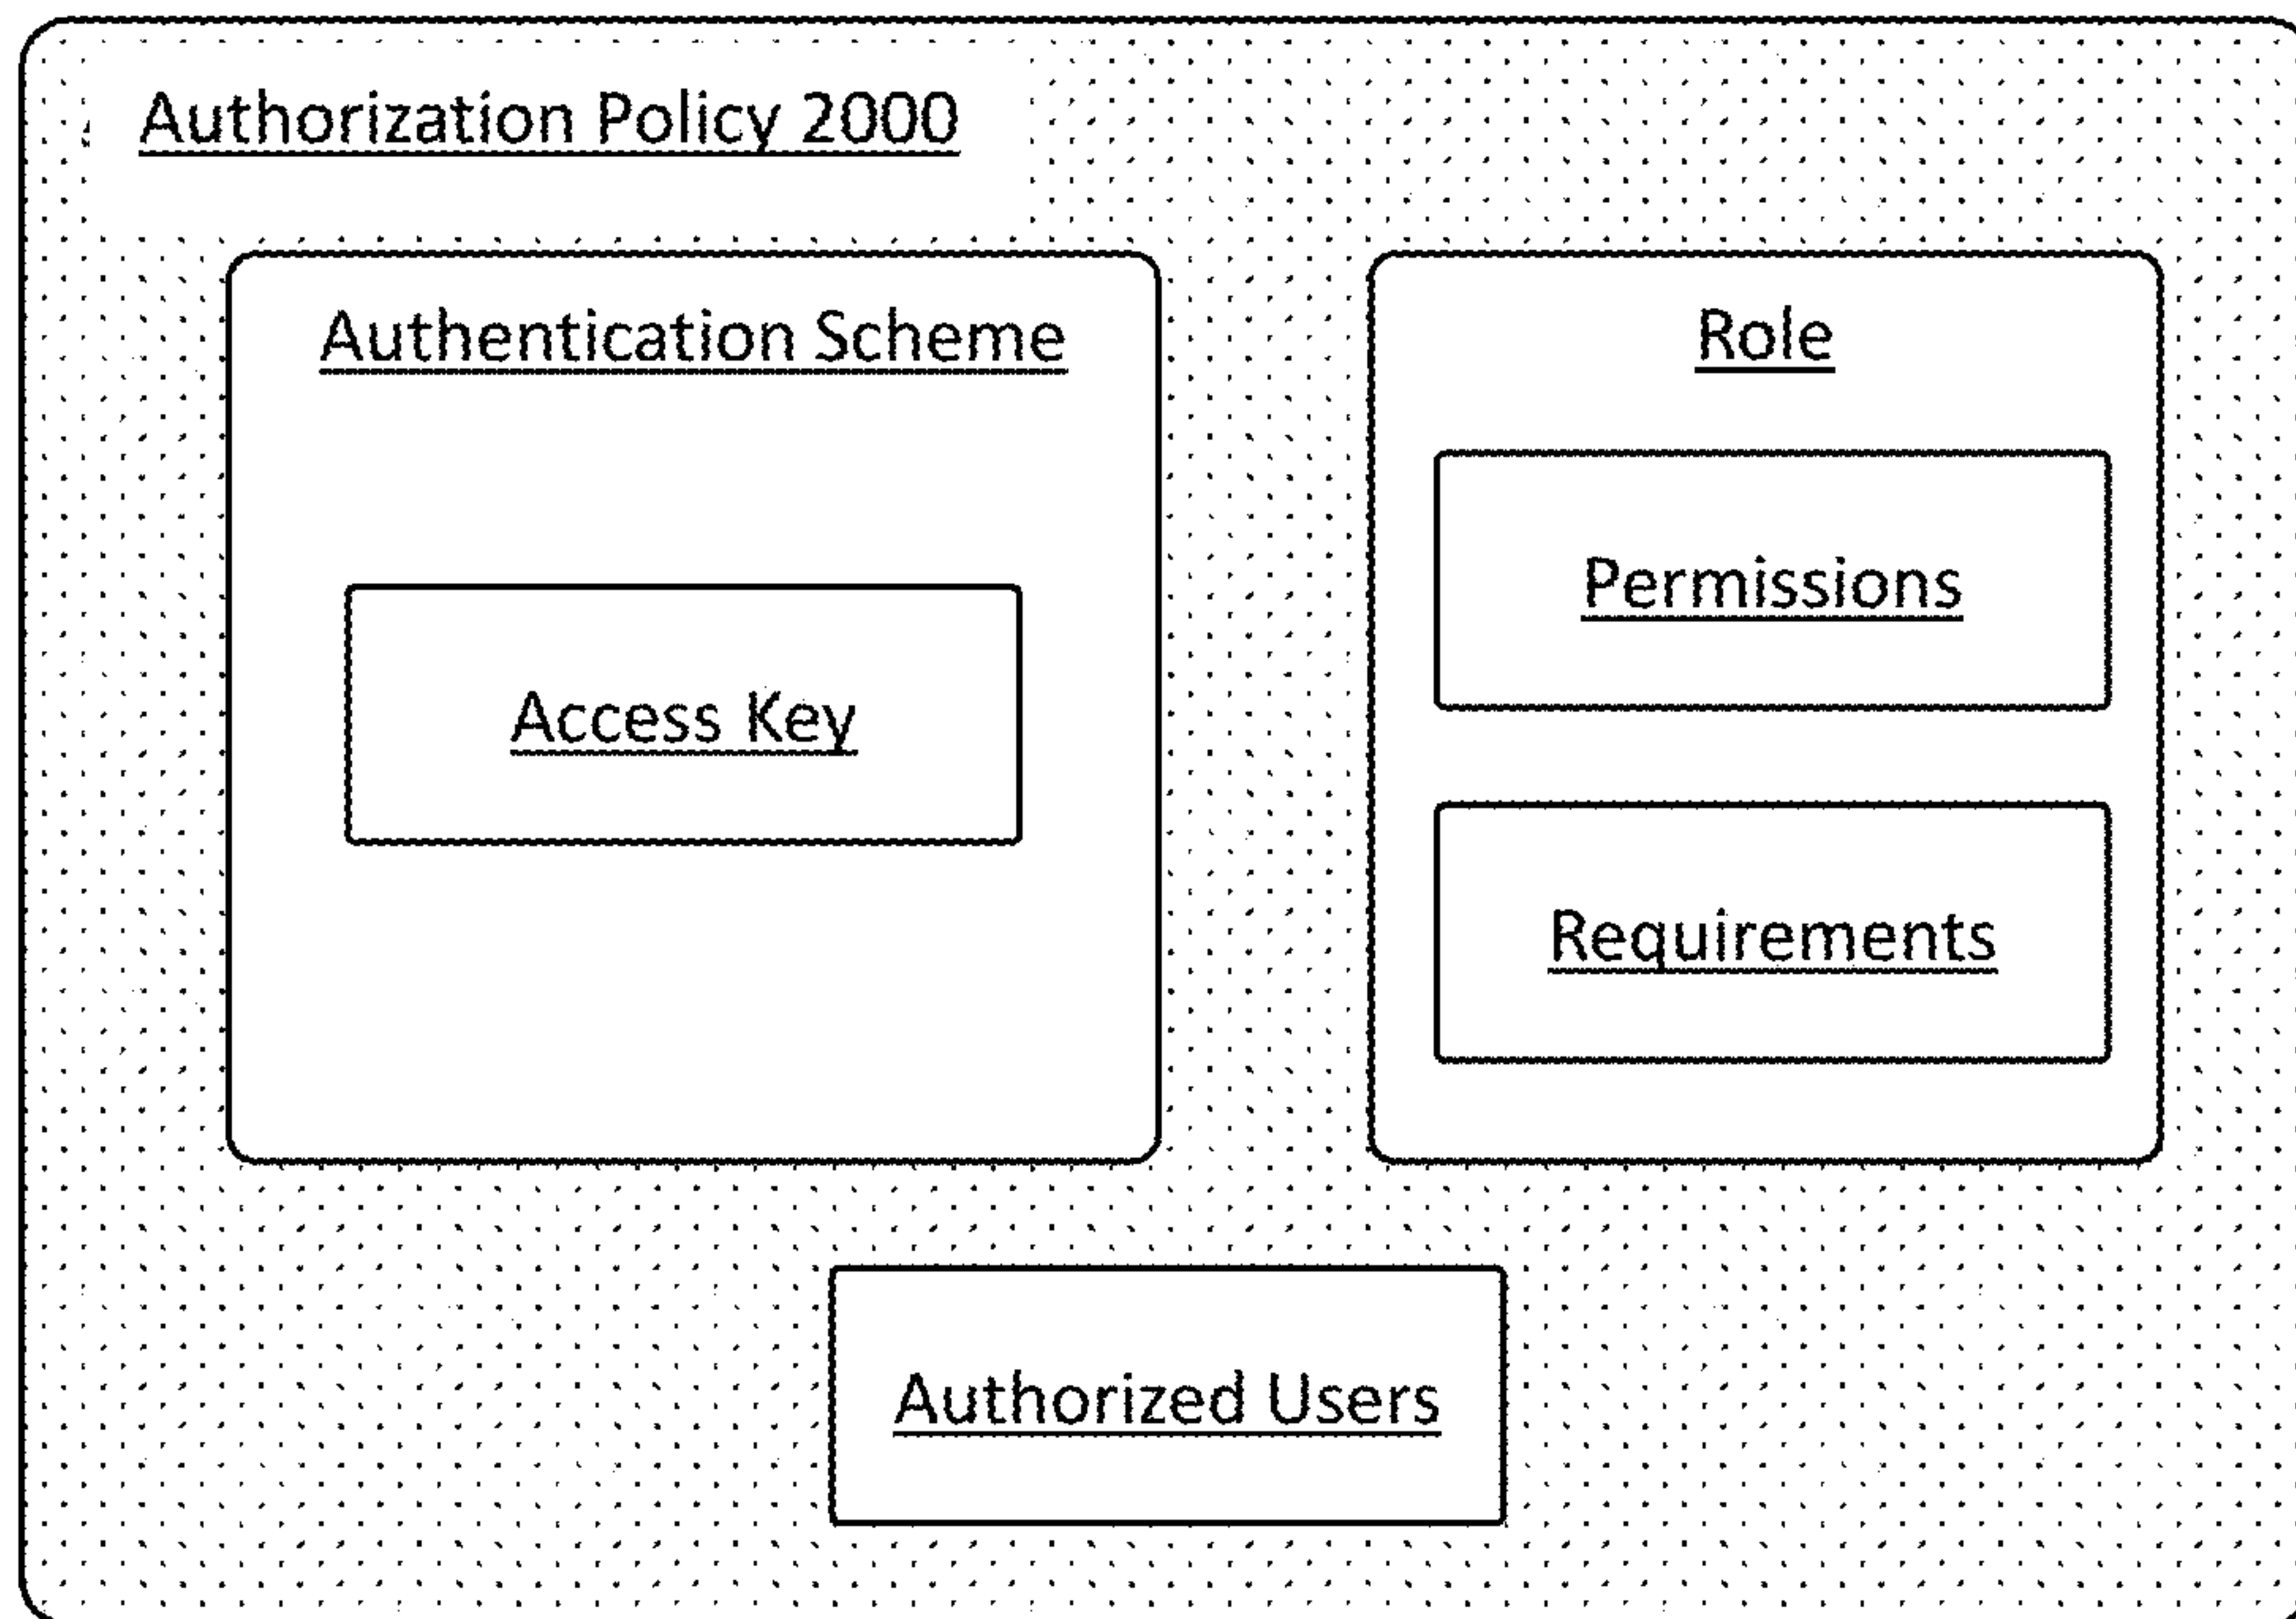 Authorization Policy 2000
Authentication Scheme
Access Key
Role
Permissions
Requirements
Authorized Users